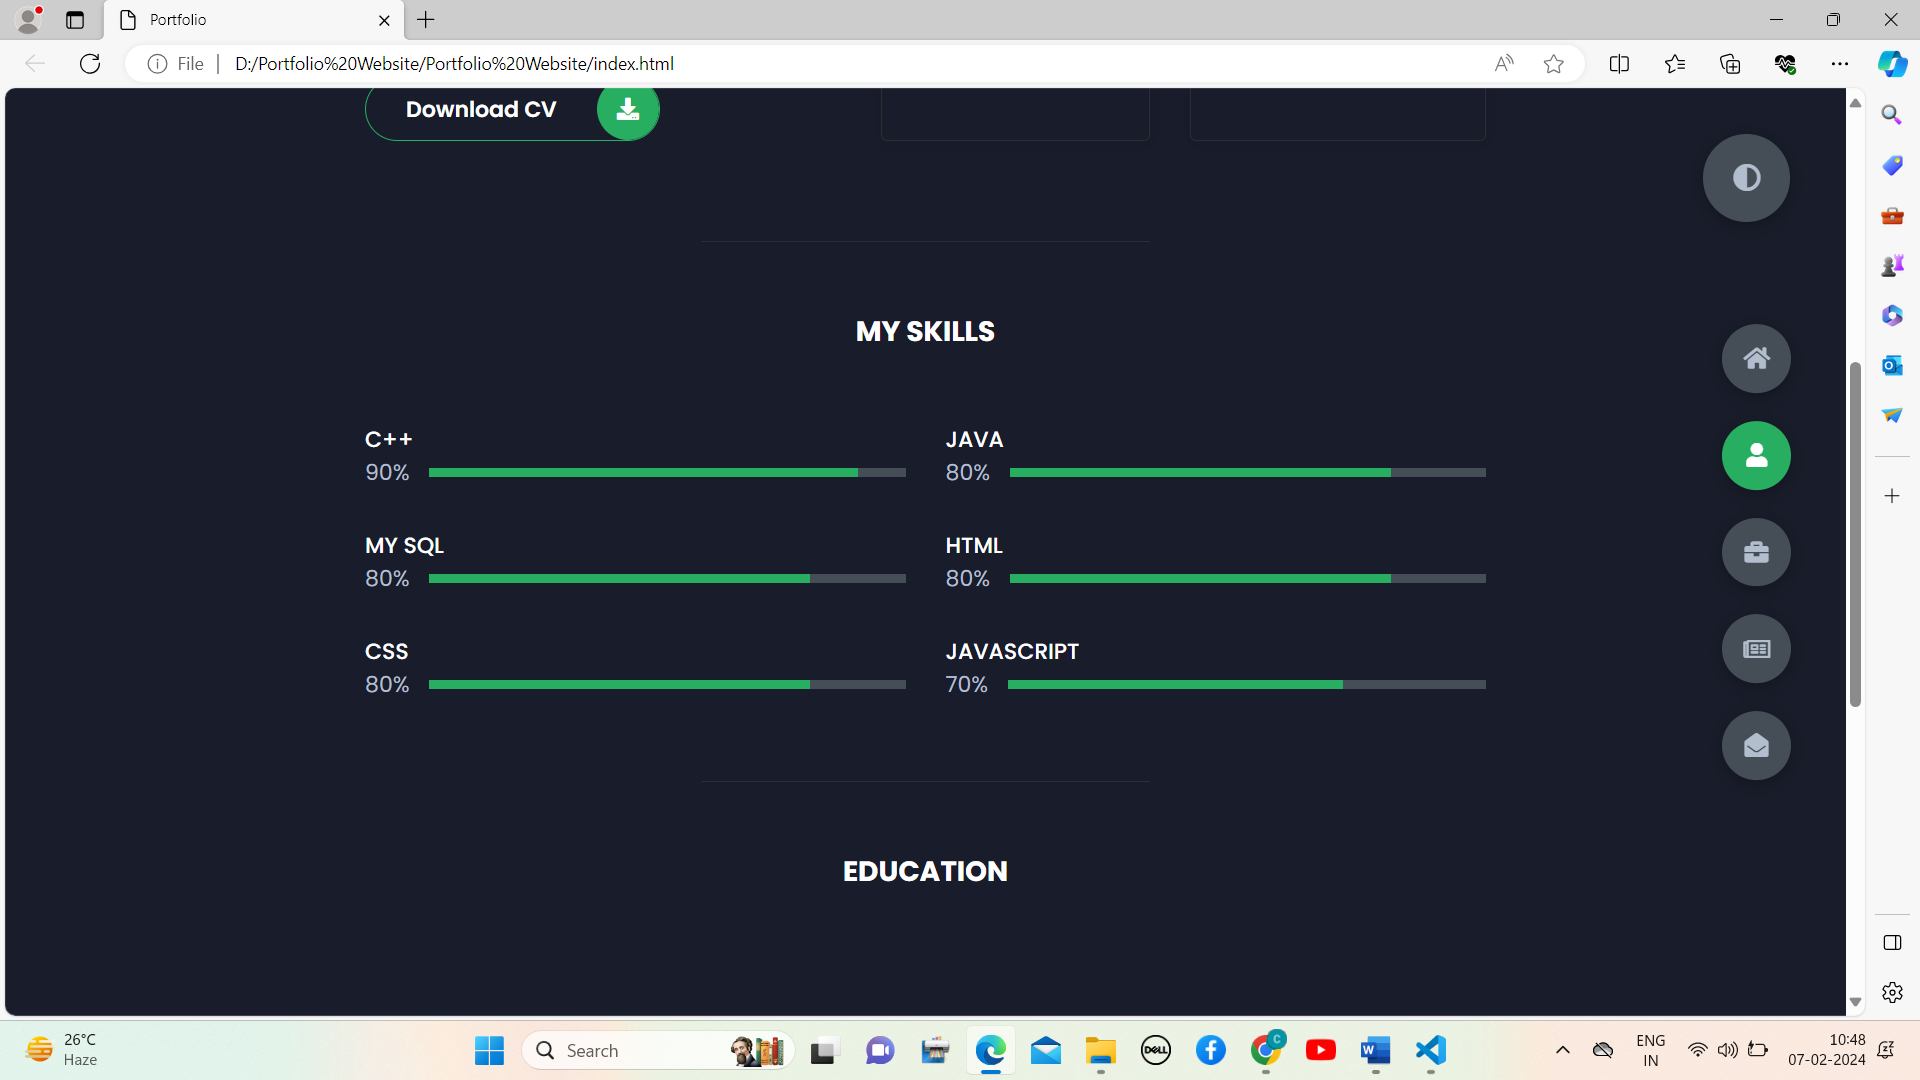 Portfolio
File
D:/Portfolio%20Website/Portfolio%20Website/index.html
Download CV
MY SKILLS
C++
90%
JAVA
80%
MY SQL
80%
HTML
80%
CSS
80%
JAVASCRIPT
70%
EDUCATION
26°C
Haze
Search
DELL
C
ENG
IN
10:48
07-02-2024